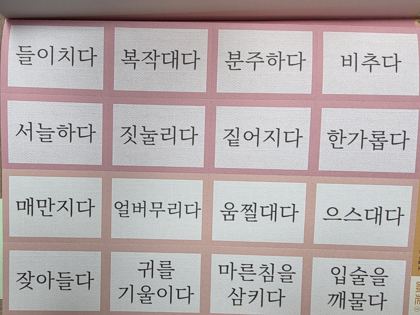 들이치다 복작대다 분주하다 비추다
서늘하다 짓눌리다 짙어지다 한가롭다
매만지다 얼버무리다 움찔대다 으스대다
잦아들다
귀를
기울이다
마른침을
삼키다
입술을
깨물다